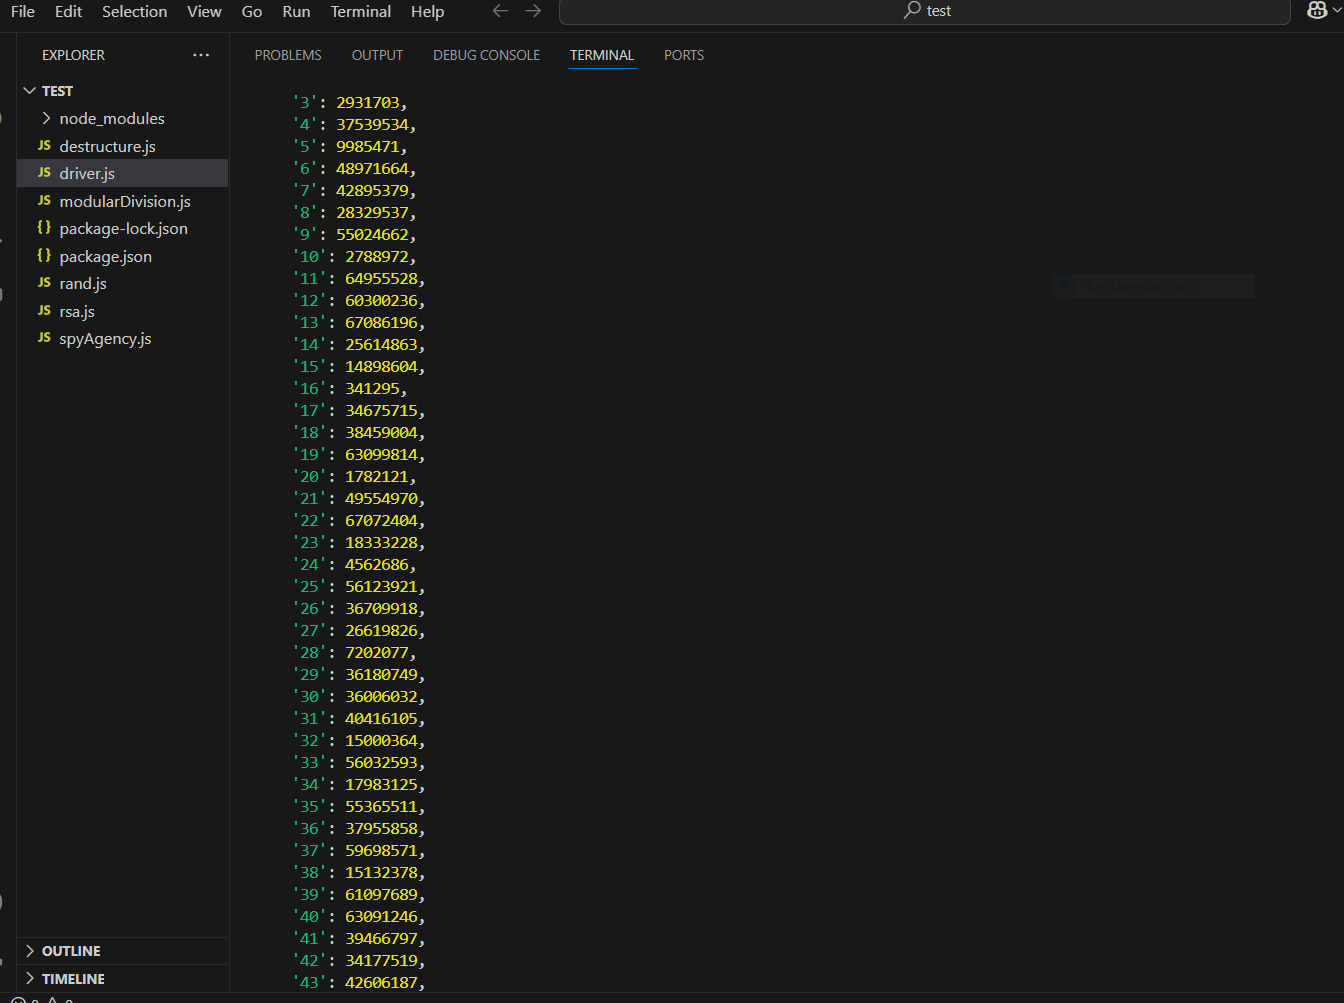 File Edit Selection View Go Run Terminal Help
test
EXPLORER
PROBLEMS OUTPUT DEBUG CONSOLE TERMINAL PORTS
TEST
node_modules
JS destructure.js
JS driver.js
JS modularDivision.js
{} package-lock.json
{} package.json
JS rand.js
JS rsa.js
JS spyAgency.js
OUTLINE
TIMELINE
'3': 2931703,
'4': 37539534,
'5': 9985471,
'6': 48971664,
'7': 42895379,
'8': 28329537,
'9': 55024662,
'10': 2788972,
'11': 64955528,
'12': 60300236,
'13': 67086196,
'14': 25614863,
'15': 14898604,
'16': 341295,
'17': 34675715,
'18': 38459004,
'19': 63099814,
'20': 1782121,
'21': 49554970,
'22': 67072404,
'23': 18333228,
'24': 4562686,
'25': 56123921,
'26': 36709918,
'27': 26619826,
'28': 7202077,
'29': 36180749,
'30': 36006032,
'31': 40416105,
'32': 15000364,
'33': 56032593,
'34': 17983125,
'35': 55365511,
'36': 37955858,
'37': 59698571,
'38': 15132378,
'39': 61097689,
'40': 63091246,
'41': 39466797,
'42': 34177519,
'43': 42606187,
Rectangular Snip